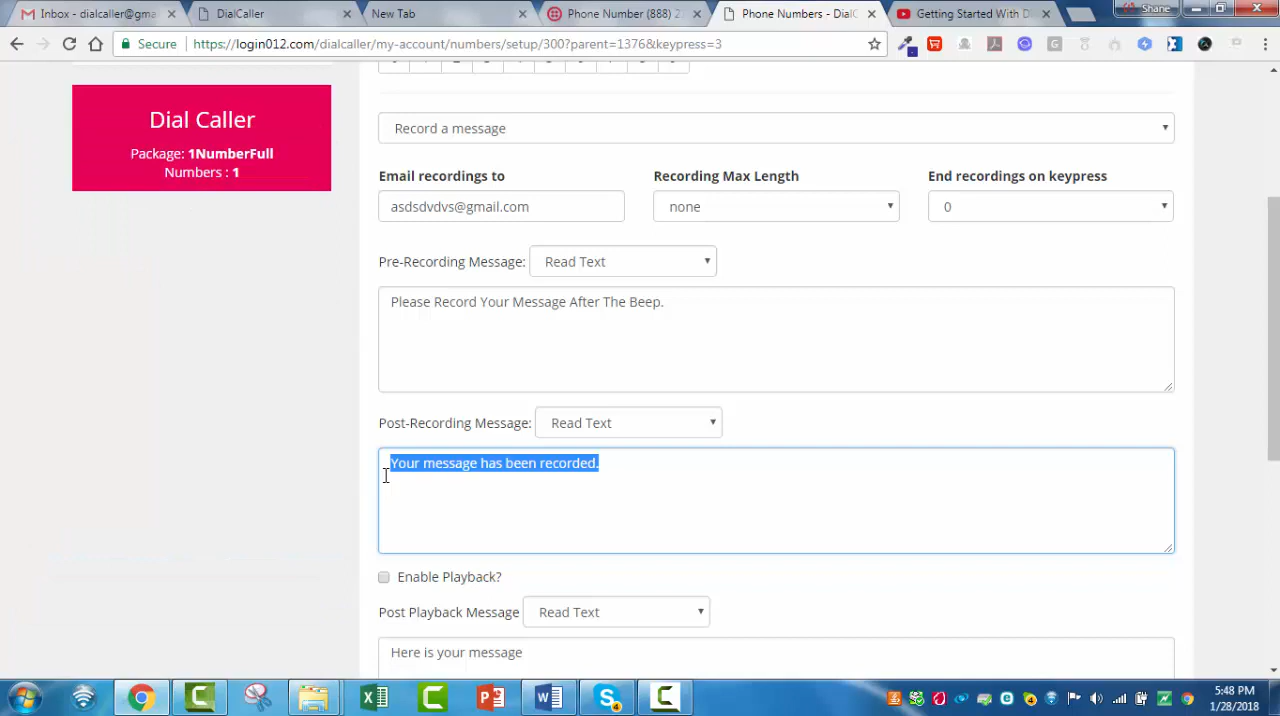 Inbox - dialcaller@gma
DialCaller
New Tab
Phone Number (888) 2
Phone Numbers - DialC
Getting Started With D
Shane
Secure
https://login012.com/dialcaller/my-account/numbers/setup/300?parent=1376&keypress=3
Dial Caller
Package: 1NumberFull
Numbers : 1
Record a message
Email recordings to
Recording Max Length
End recordings on keypress
asdsdvdvs@gmail.com
none
0
Pre-Recording Message:
Read Text
Please Record Your Message After The Beep.
Post-Recording Message:
Read Text
Your message has been recorded.
Enable Playback?
Post Playback Message
Read Text
Here is your message
5:48 PM
1/28/2018